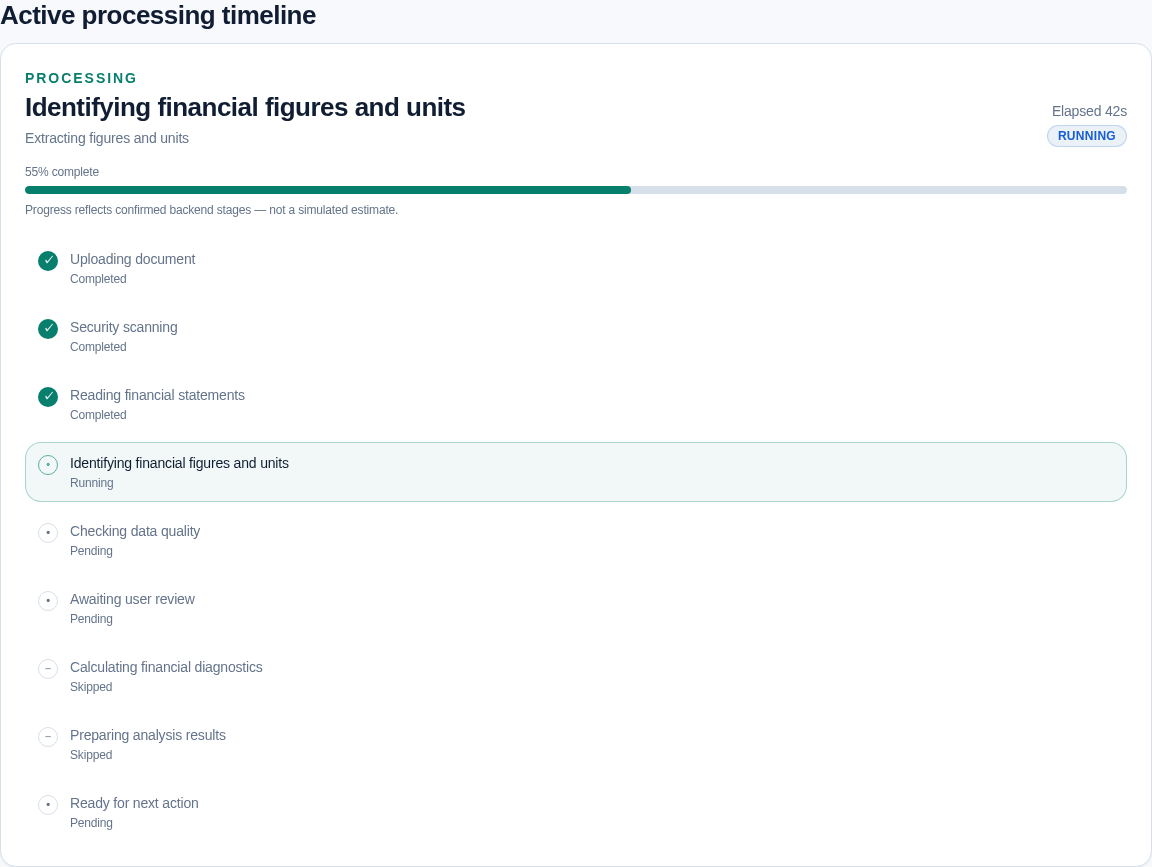 Active processing timeline
PROCESSING
Identifying financial figures and units
Elapsed 42s
Extracting figures and units
RUNNING
55% complete
Progress reflects confirmed backend stages — not a simulated estimate.
Uploading document
Completed
Security scanning
Completed
Reading financial statements
Completed
Identifying financial figures and units
Running
Checking data quality
Pending
Awaiting user review
Pending
Calculating financial diagnostics
Skipped
Preparing analysis results
Skipped
Ready for next action
Pending